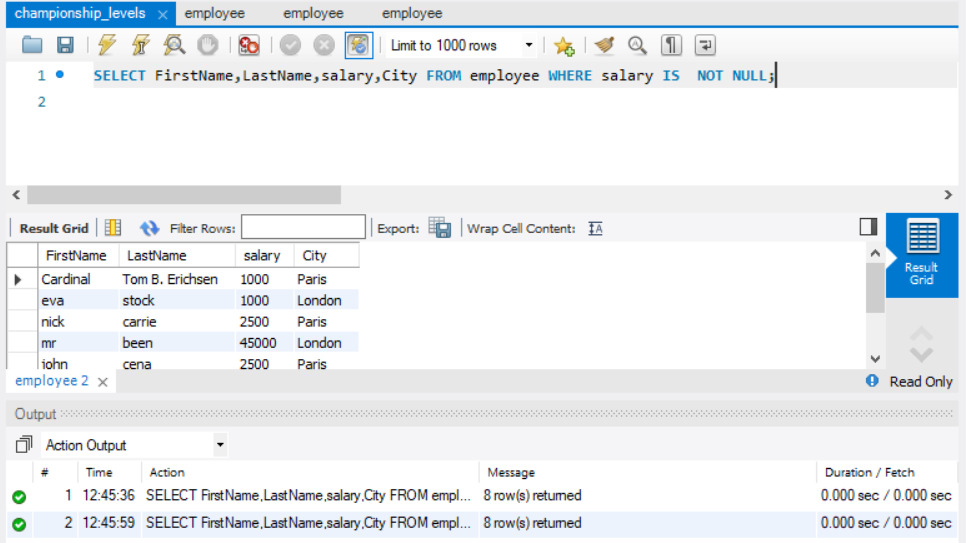 championship_levels × employee employee employee
Limit to 1000 rows
1 SELECT FirstName,LastName,salary,City FROM employee WHERE salary IS  NOT NULL;
2
Result Grid Filter Rows: Export: Wrap Cell Content: IA
Result Grid
FirstName LastName salary City
Cardinal Tom B. Erichsen 1000 Paris
eva stock 1000 London
nick carrie 2500 Paris
mr been 45000 London
john cena 2500 Paris
employee 2 × Read Only
Output
Action Output
# Time Action Message Duration / Fetch
1 12:45:36 SELECT FirstName,LastName,salary,City FROM empl... 8 row(s) returned 0.000 sec / 0.000 sec
2 12:45:59 SELECT FirstName,LastName,salary,City FROM empl... 8 row(s) returned 0.000 sec / 0.000 sec